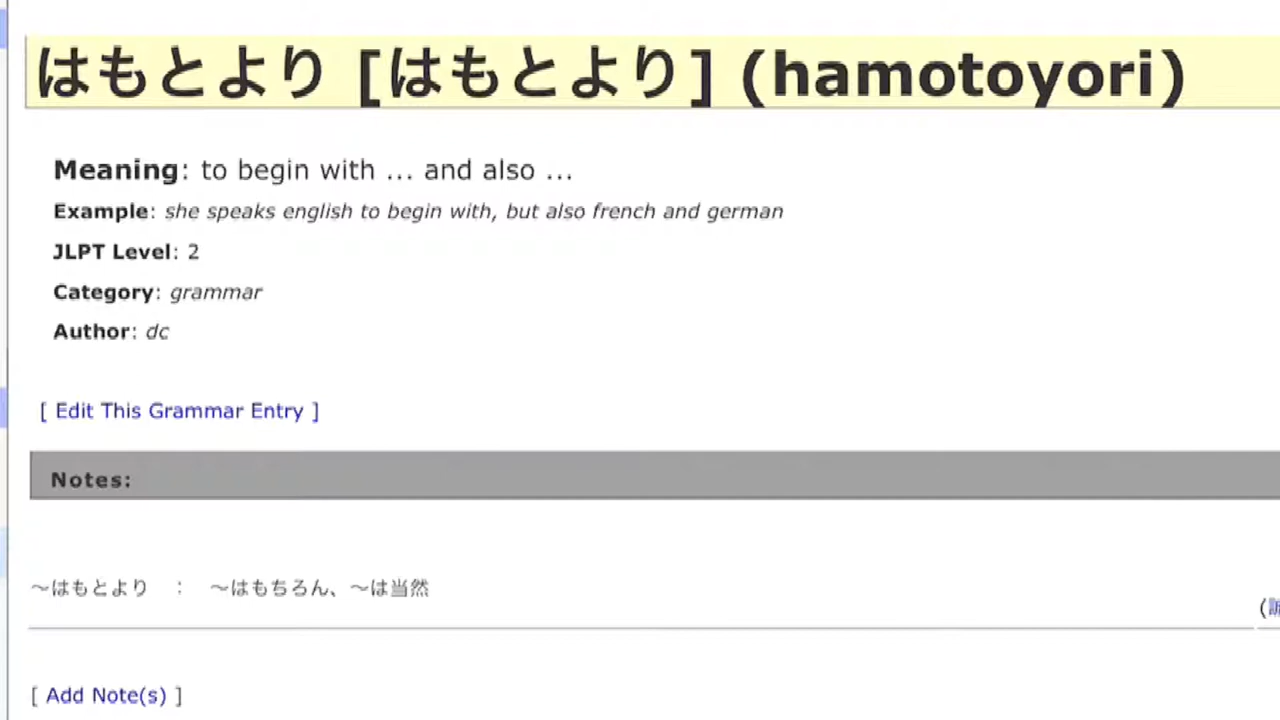 はもとより [はもとより] (hamotoyori)
Meaning: to begin with ... and also ...
Example: she speaks english to begin with, but also french and german
JLPT Level: 2
Category: grammar
Author: dc
[ Edit This Grammar Entry ]
Notes:
～はもとより ： ～はもちろん、～は当然
[ Add Note(s) ]